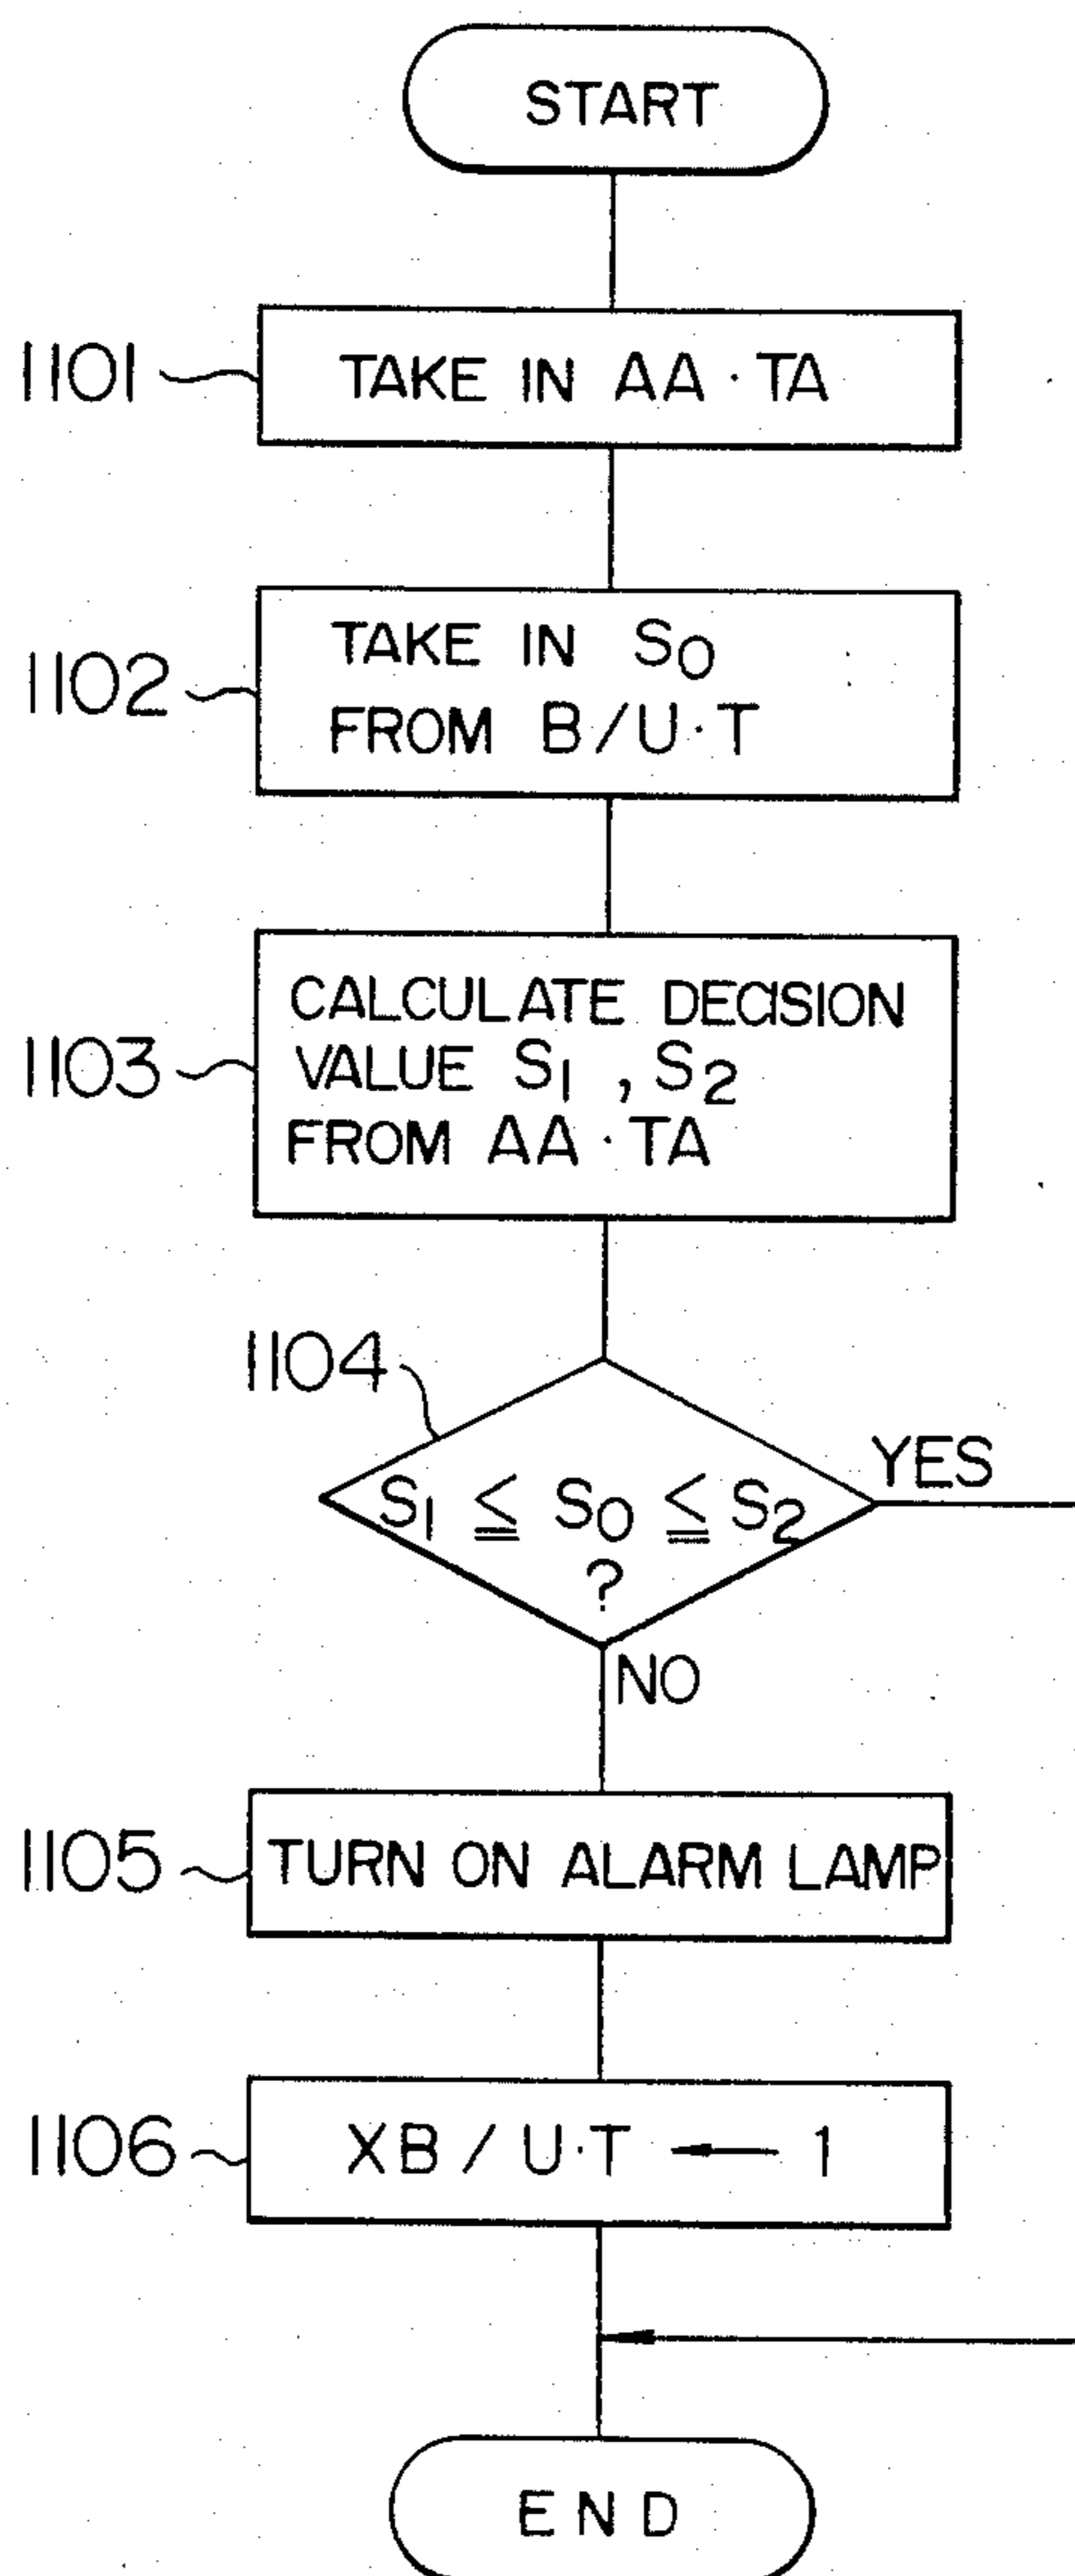 START
1101
TAKE IN AA·TA
1102
TAKE IN S₀
FROM B/U·T
1103
CALCULATE DECISION
VALUE S₁, S₂
FROM AA·TA
1104
S₁ ≦ S₀ ≦ S₂
?
YES
NO
1105
TURN ON ALARM LAMP
1106
XB/U·T ← 1
END